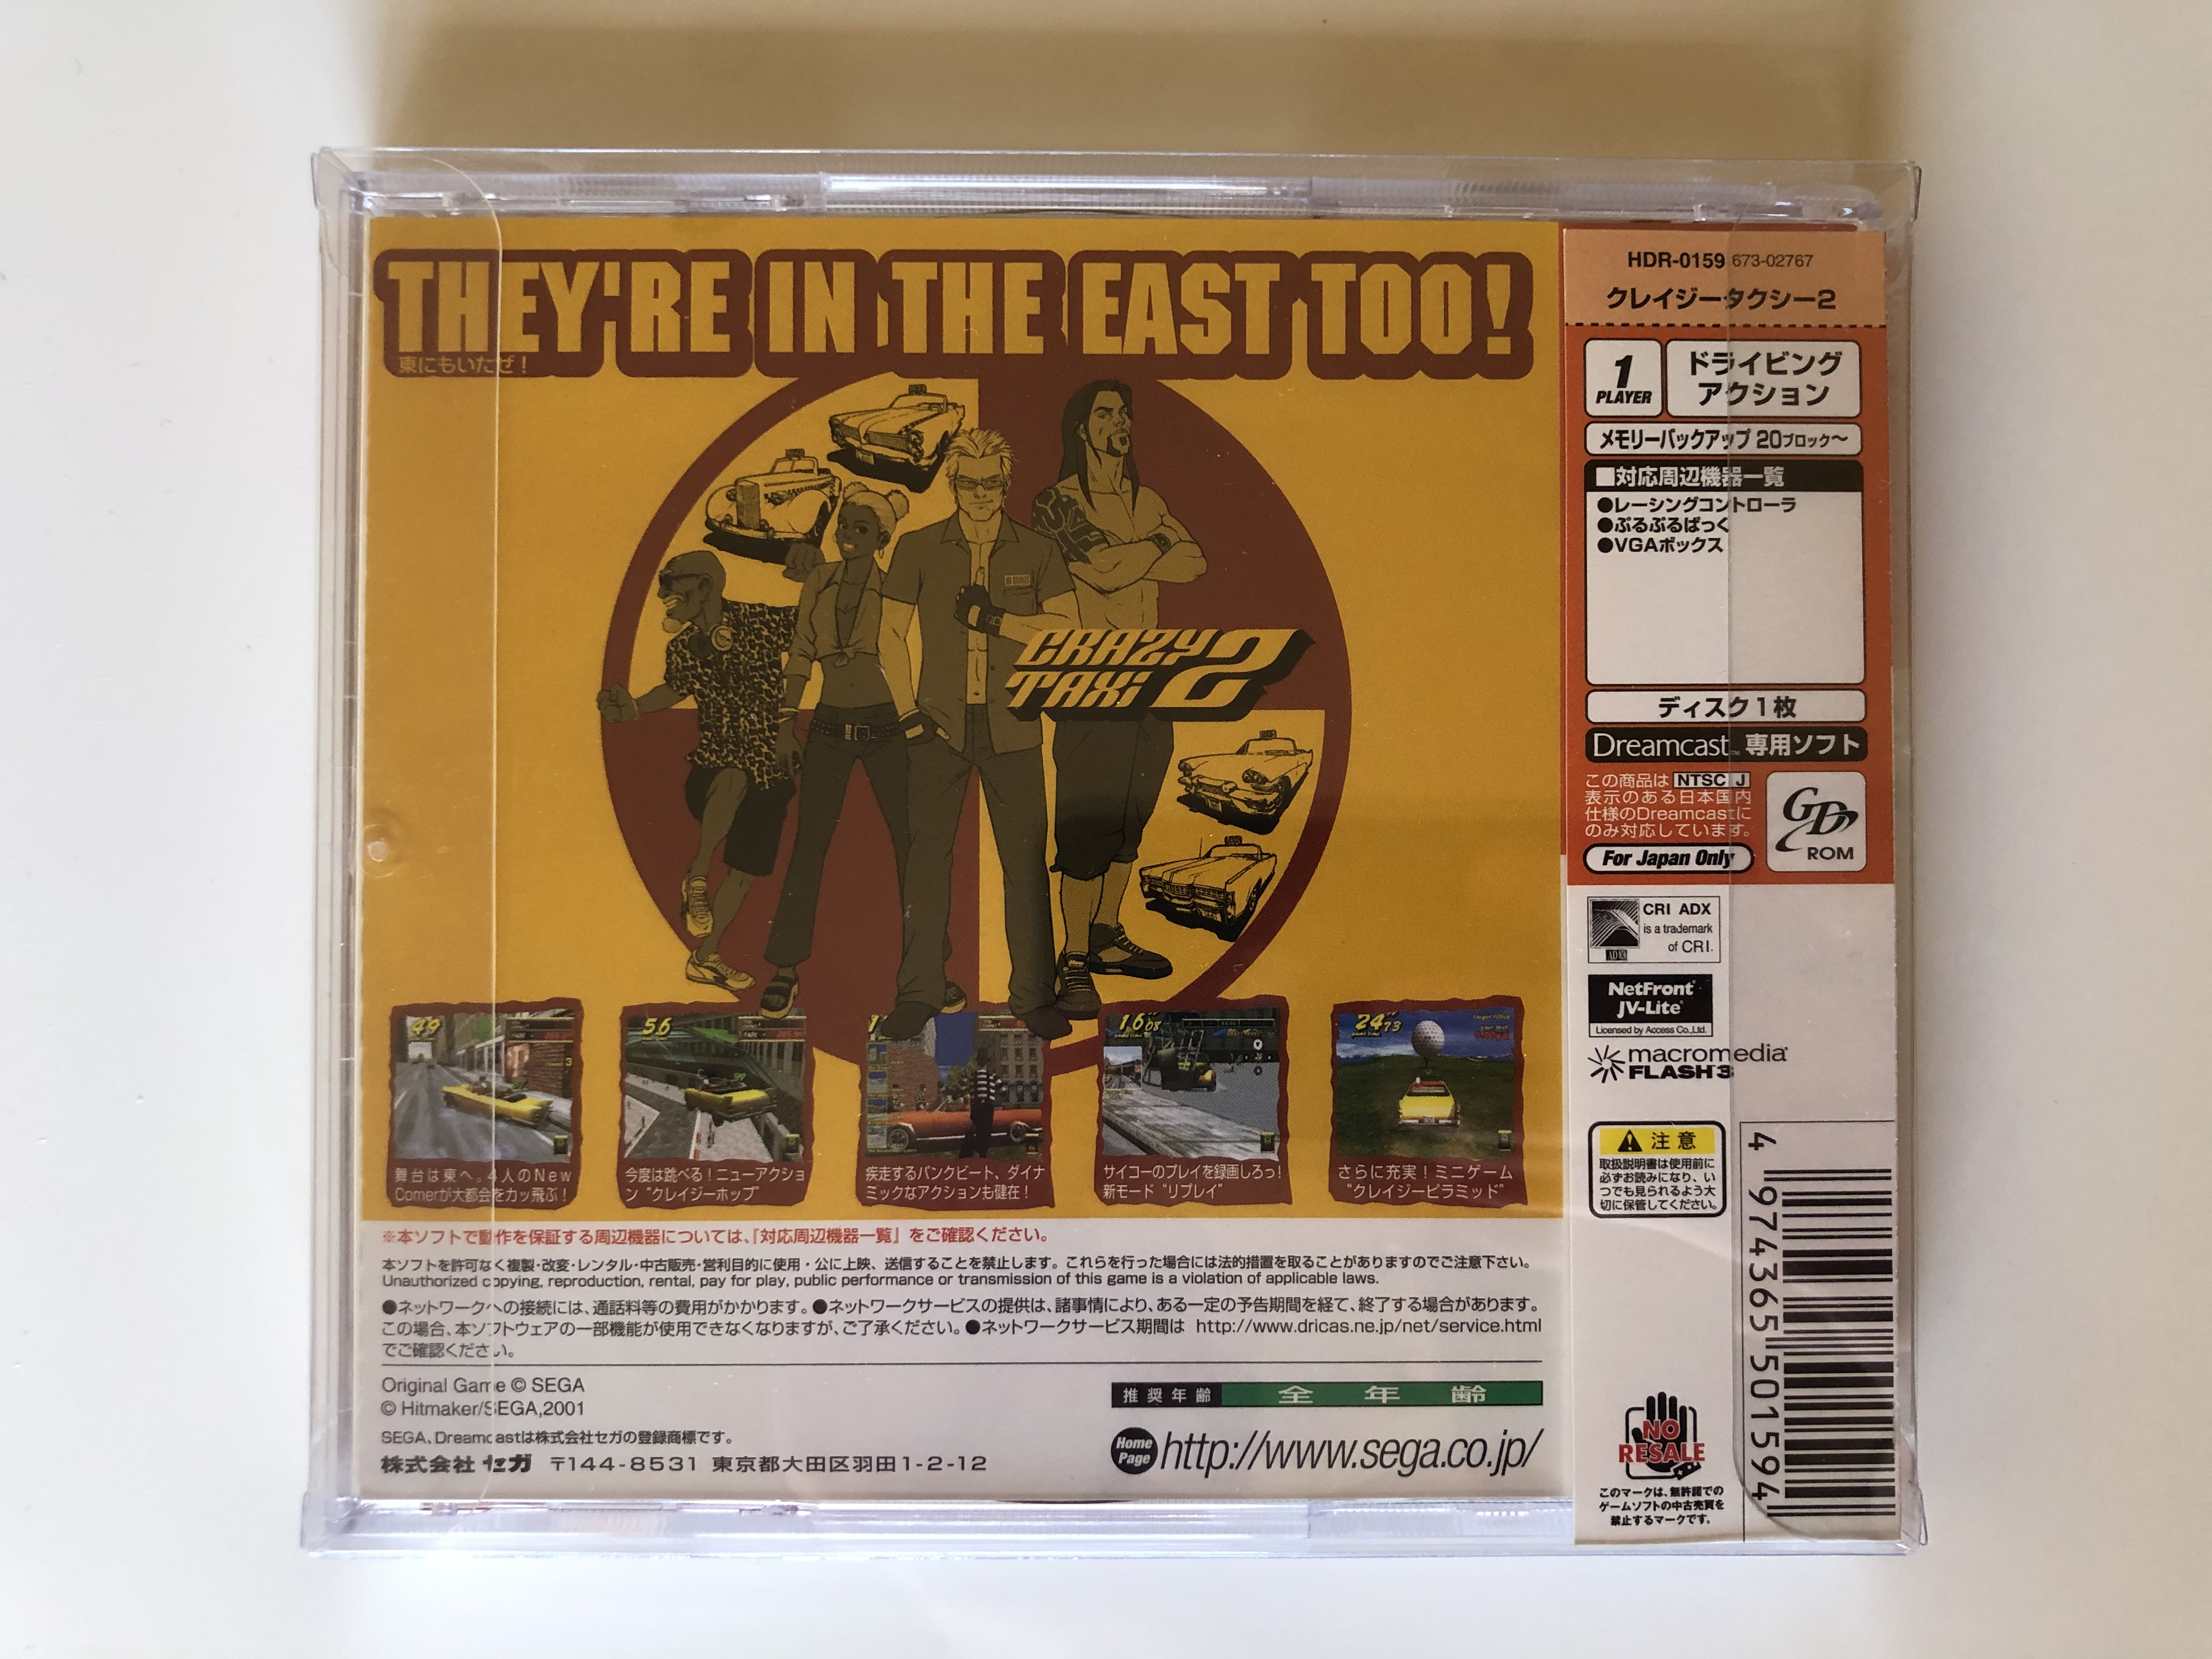 THEY'RE IN THE EAST TOO!
東にもいたぜ！
CRAZY
TAXi 2
49
56
16"08
24"73
舞台は東へ。4人のNew
Comerが大都会をカッ飛ぶ！
今度は跳べる！ニューアクショ
ン“クレイジーホップ”
疾走するパンクビート、ダイナ
ミックなアクションも健在！
サイコーのプレイを録画しろっ！
新モード“リプレイ”
さらに充実！ミニゲーム
“クレイジーピラミッド”
※本ソフトで動作を保証する周辺機器については、『対応周辺機器一覧』をご確認ください。
本ソフトを許可なく複製・改変・レンタル・中古販売・営利目的に使用・公に上映、送信することを禁止します。これらを行った場合には法的措置を取ることがありますのでご注意下さい。
Unauthorized copying, reproduction, rental, pay for play, public performance or transmission of this game is a violation of applicable laws.
●ネットワークへの接続には、通話料等の費用がかかります。●ネットワークサービスの提供は、諸事情により、ある一定の予告期間を経て、終了する場合があります。
この場合、本ソフトウェアの一部機能が使用できなくなりますが、ご了承ください。●ネットワークサービス期間は http://www.dricas.ne.jp/net/service.html
でご確認ください。
Original Game © SEGA
© Hitmaker/SEGA,2001
SEGA、Dreamcastは株式会社セガの登録商標です。
株式会社 セガ 〒144-8531 東京都大田区羽田1-2-12
推奨年齢 全年齢
Home
Page http://www.sega.co.jp/
HDR-0159 673-02767
クレイジータクシー2
1
PLAYER
ドライビング
アクション
メモリーバックアップ 20ブロック〜
■対応周辺機器一覧
●レーシングコントローラ
●ぷるぷるぱっく
●VGAボックス
ディスク1枚
Dreamcast™ 専用ソフト
この商品は NTSC J
表示のある日本国内
仕様のDreamcastに
のみ対応しています。
For Japan Only
GD
ROM
CRI ADX
is a trademark
of CRI.
NetFront®
JV-Lite®
Licensed by Access Co.,Ltd.
macromedia®
FLASH 3
注意
取扱説明書は使用前に
必ずお読みになり、い
つでも見られるよう大
切に保管してください。
NO
RESALE
このマークは、無許諾での
ゲームソフトの中古売買を
禁止するマークです。
4 974365 501594